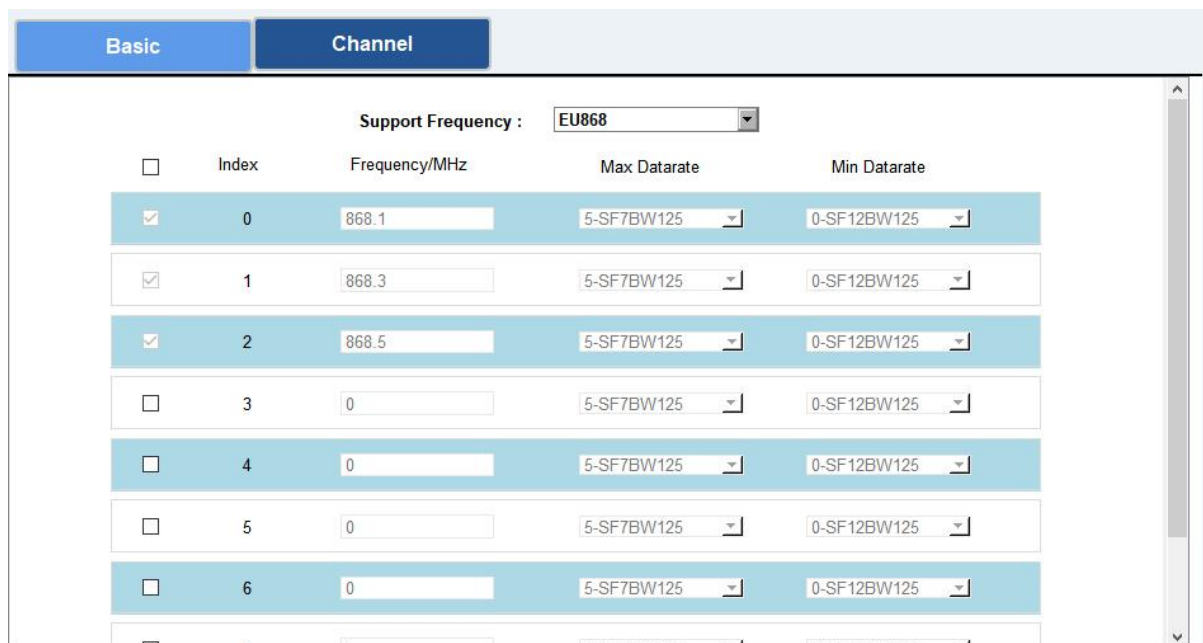 Basic Channel
Support Frequency : EU868
Index Frequency/MHz Max Datarate Min Datarate
0 868.1 5-SF7BW125 0-SF12BW125
1 868.3 5-SF7BW125 0-SF12BW125
2 868.5 5-SF7BW125 0-SF12BW125
3 0 5-SF7BW125 0-SF12BW125
4 0 5-SF7BW125 0-SF12BW125
5 0 5-SF7BW125 0-SF12BW125
6 0 5-SF7BW125 0-SF12BW125